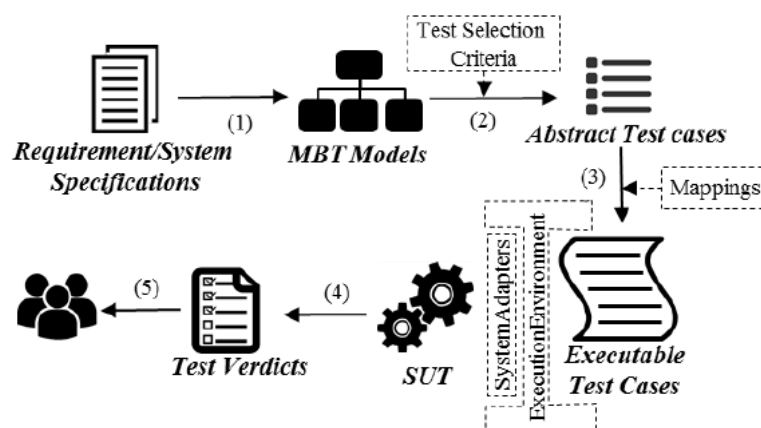 Test Selection
Criteria
(1)
(2)
Requirement/System
Specifications
MBT Models
Abstract Test cases
(3)
Mappings
SystemAdapters
ExecutionEnvironment
Executable
Test Cases
(5)
(4)
Test Verdicts
SUT